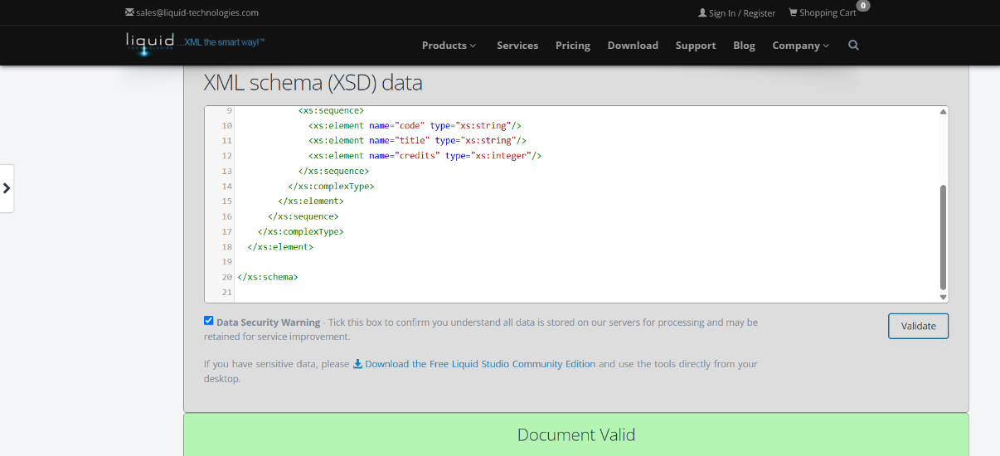 sales@liquid-technologies.com
Sign In / Register
Shopping Cart
0
liquid
TECHNOLOGIES
...XML the smart way!™
Products
Services
Pricing
Download
Support
Blog
Company
XML schema (XSD) data
9 <xs:sequence>
10 <xs:element name="code" type="xs:string"/>
11 <xs:element name="title" type="xs:string"/>
12 <xs:element name="credits" type="xs:integer"/>
13 </xs:sequence>
14 </xs:complexType>
15 </xs:element>
16 </xs:sequence>
17 </xs:complexType>
18 </xs:element>
19
20 </xs:schema>
21
Data Security Warning - Tick this box to confirm you understand all data is stored on our servers for processing and may be
retained for service improvement.
Validate
If you have sensitive data, please Download the Free Liquid Studio Community Edition and use the tools directly from your
desktop.
Document Valid